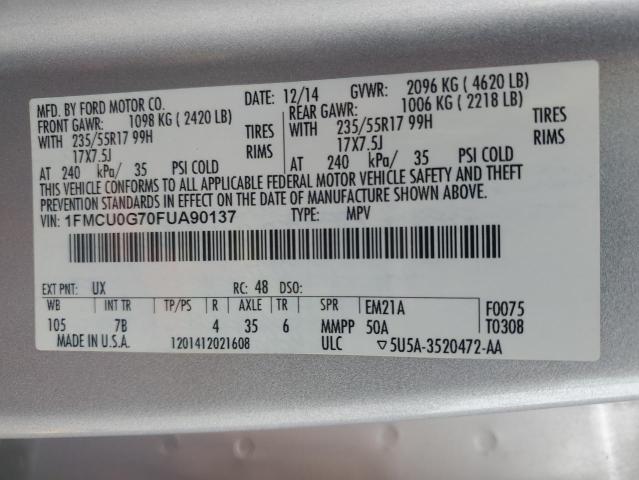 MFD. BY FORD MOTOR CO.
DATE: 12/14 GVWR: 2096 KG ( 4620 LB)
FRONT GAWR: 1098 KG ( 2420 LB)
REAR GAWR: 1006 KG ( 2218 LB)
WITH 235/55R17 99H TIRES
17X7.5J RIMS
AT 240 kPa/ 35 PSI COLD
WITH 235/55R17 99H TIRES
17X7.5J RIMS
AT 240 kPa/ 35 PSI COLD
THIS VEHICLE CONFORMS TO ALL APPLICABLE FEDERAL MOTOR VEHICLE SAFETY AND THEFT
PREVENTION STANDARDS IN EFFECT ON THE DATE OF MANUFACTURE SHOWN ABOVE.
VIN: 1FMCU0G70FUA90137 TYPE: MPV
EXT PNT: UX RC: 48 DSO:
WB INT TR TP/PS R AXLE TR SPR EM21A F0075
105 7B 4 35 6 MMPP 50A T0308
MADE IN U.S.A. 1201412021608 ULC ▽5U5A-3520472-AA